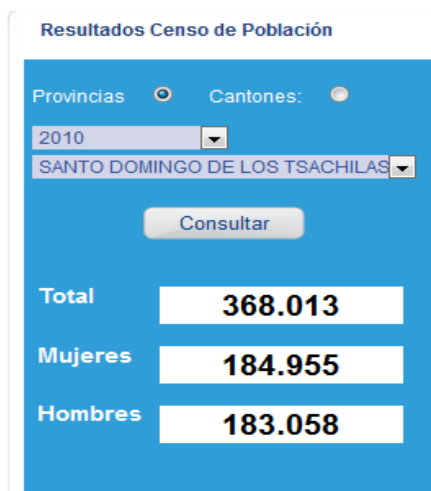 Resultados Censo de Población
Provincias Cantones:
2010
SANTO DOMINGO DE LOS TSACHILAS
Consultar
Total 368.013
Mujeres 184.955
Hombres 183.058